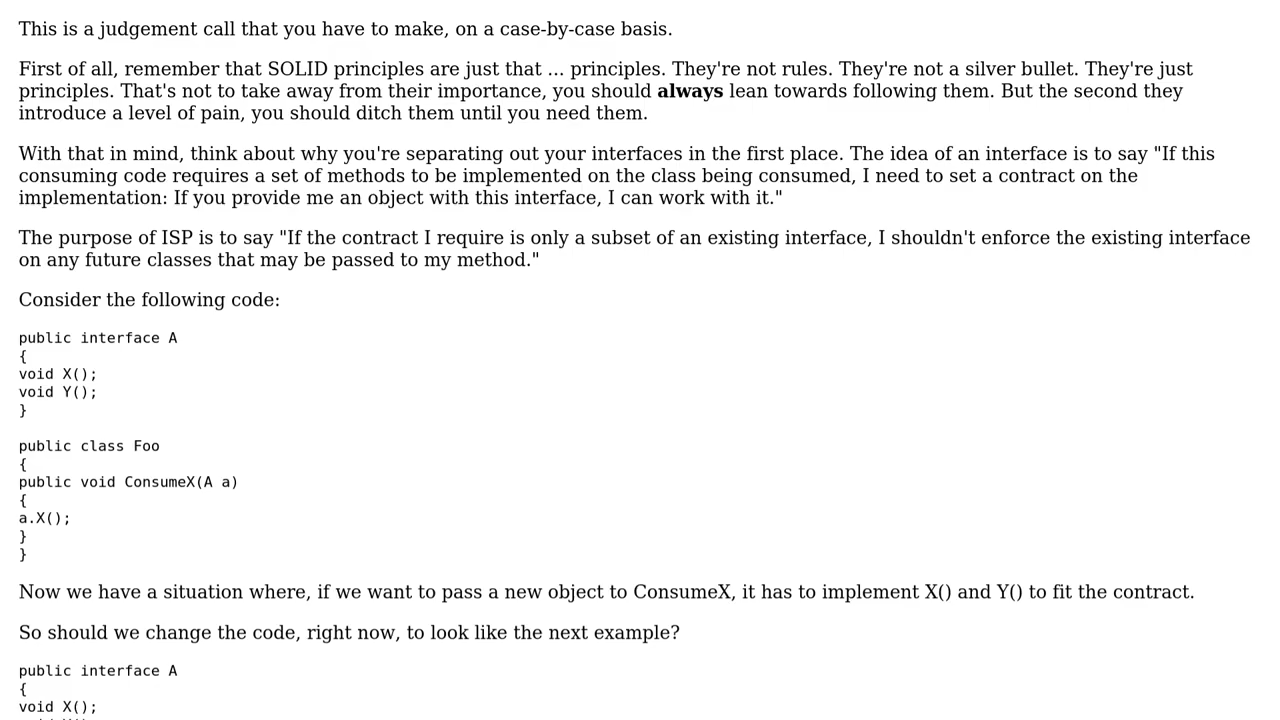 This is a judgement call that you have to make, on a case-by-case basis.
First of all, remember that SOLID principles are just that ... principles. They're not rules. They're not a silver bullet. They're just
principles. That's not to take away from their importance, you should always lean towards following them. But the second they
introduce a level of pain, you should ditch them until you need them.
With that in mind, think about why you're separating out your interfaces in the first place. The idea of an interface is to say "If this
consuming code requires a set of methods to be implemented on the class being consumed, I need to set a contract on the
implementation: If you provide me an object with this interface, I can work with it."
The purpose of ISP is to say "If the contract I require is only a subset of an existing interface, I shouldn't enforce the existing interface
on any future classes that may be passed to my method."
Consider the following code:
public interface A
{
void X();
void Y();
}
public class Foo
{
public void ConsumeX(A a)
{
a.X();
}
}
Now we have a situation where, if we want to pass a new object to ConsumeX, it has to implement X() and Y() to fit the contract.
So should we change the code, right now, to look like the next example?
public interface A
{
void X();